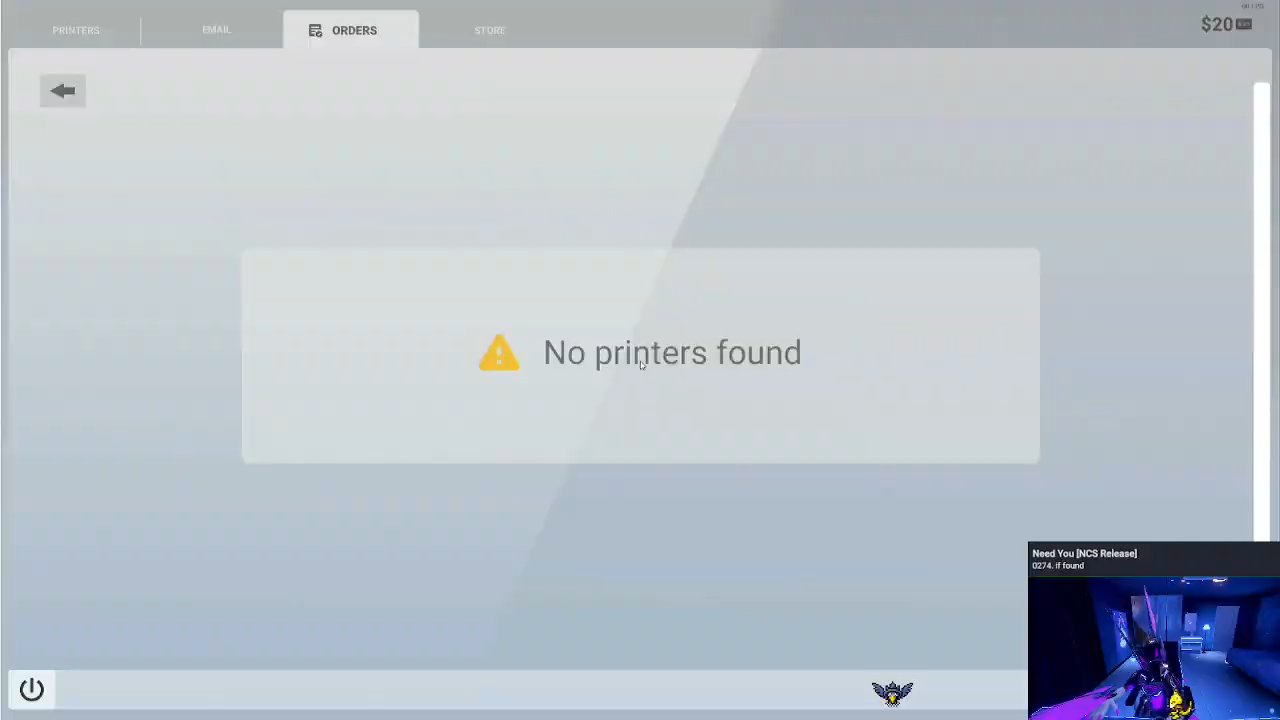 PRINTERS
EMAIL
ORDERS
STORE
$20
No printers found
Need You [NCS Release]
0274. if found